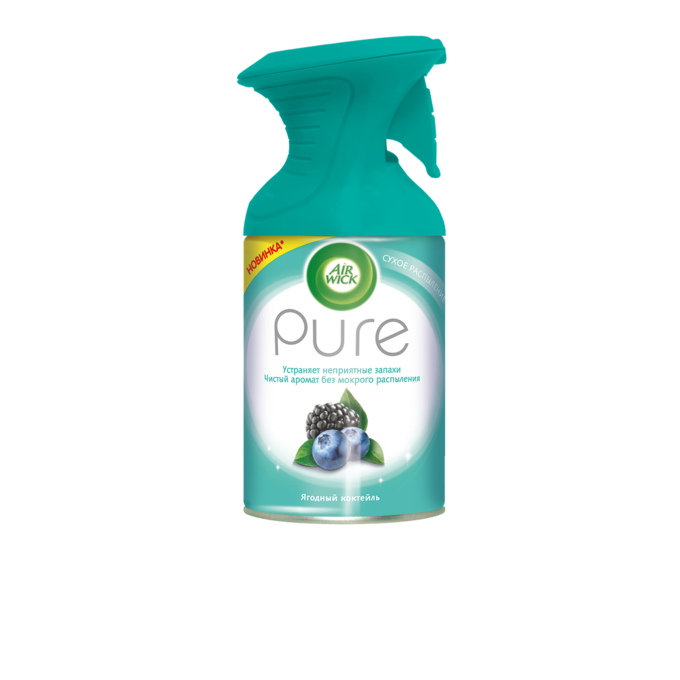 НОВИНКА*
AIR
WICK
СУХОЕ РАСПЫЛЕНИЕ
Pure
Устраняет неприятные запахи
Чистый аромат без мокрого распыления
Ягодный коктейль